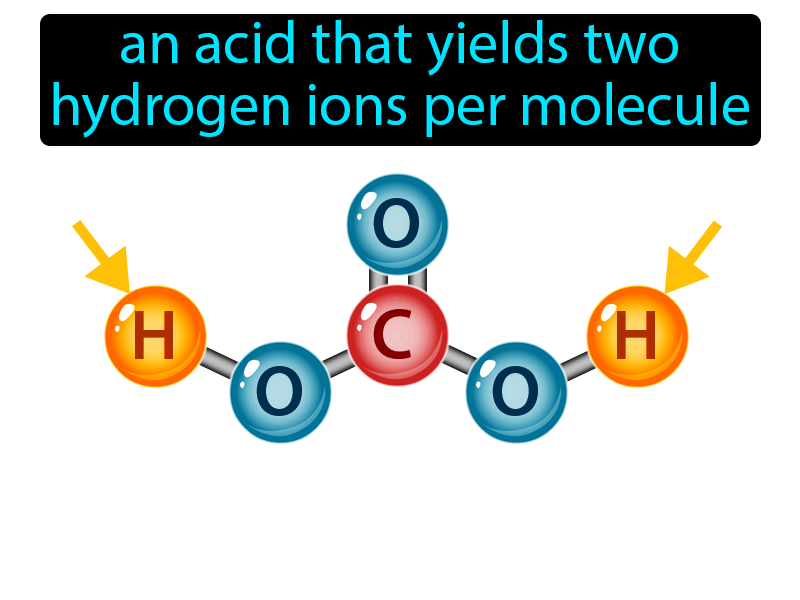 an acid that yields two
hydrogen ions per molecule
O
H C H
O O